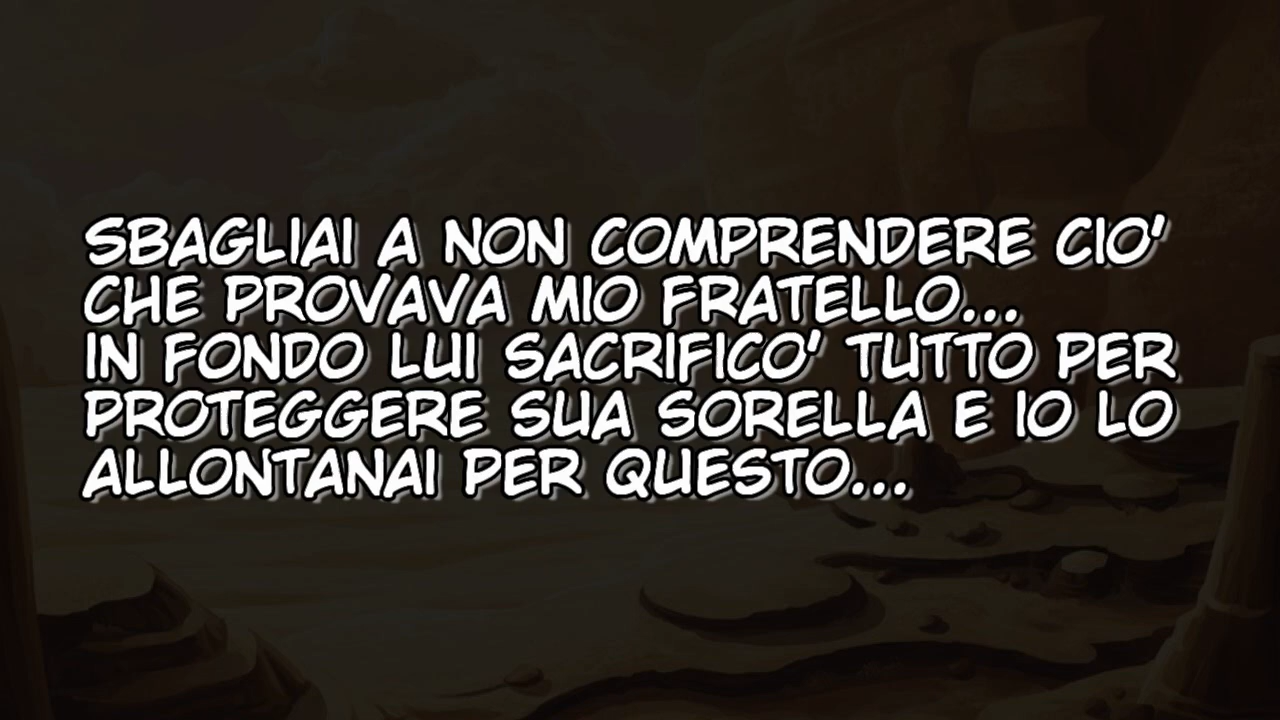 SBAGLIAI A NON COMPRENDERE CIO'
CHE PROVAVA MIO FRATELLO...
IN FONDO LUI SACRIFICO' TUTTO PER
PROTEGGERE SUA SORELLA E IO LO
ALLONTANAI PER QUESTO...